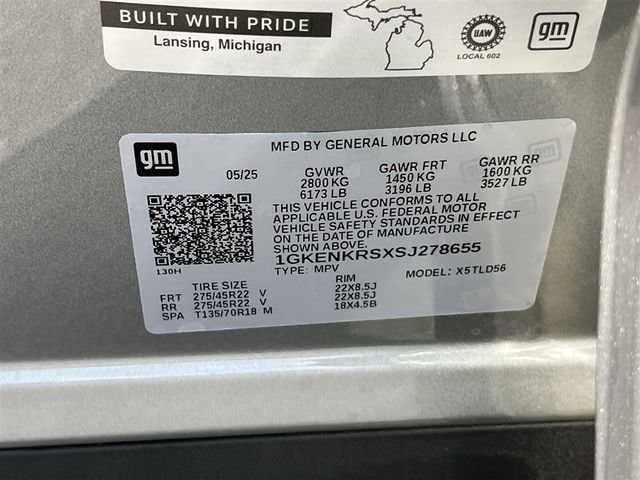 BUILT WITH PRIDE
Lansing, Michigan
UAW
LOCAL 602
gm
gm
MFD BY GENERAL MOTORS LLC
05/25 GVWR GAWR FRT GAWR RR
2800 KG 1450 KG 1600 KG
6173 LB 3196 LB 3527 LB
THIS VEHICLE CONFORMS TO ALL
APPLICABLE U.S. FEDERAL MOTOR
VEHICLE SAFETY STANDARDS IN EFFECT
ON THE DATE OF MANUFACTURE
SHOWN ABOVE.
1GKENKRSXSJ278655
130H
TYPE: MPV MODEL: X5TLD56
TIRE SIZE RIM
FRT 275/45R22 V 22X8.5J
RR 275/45R22 V 22X8.5J
SPA T135/70R18 M 18X4.5B